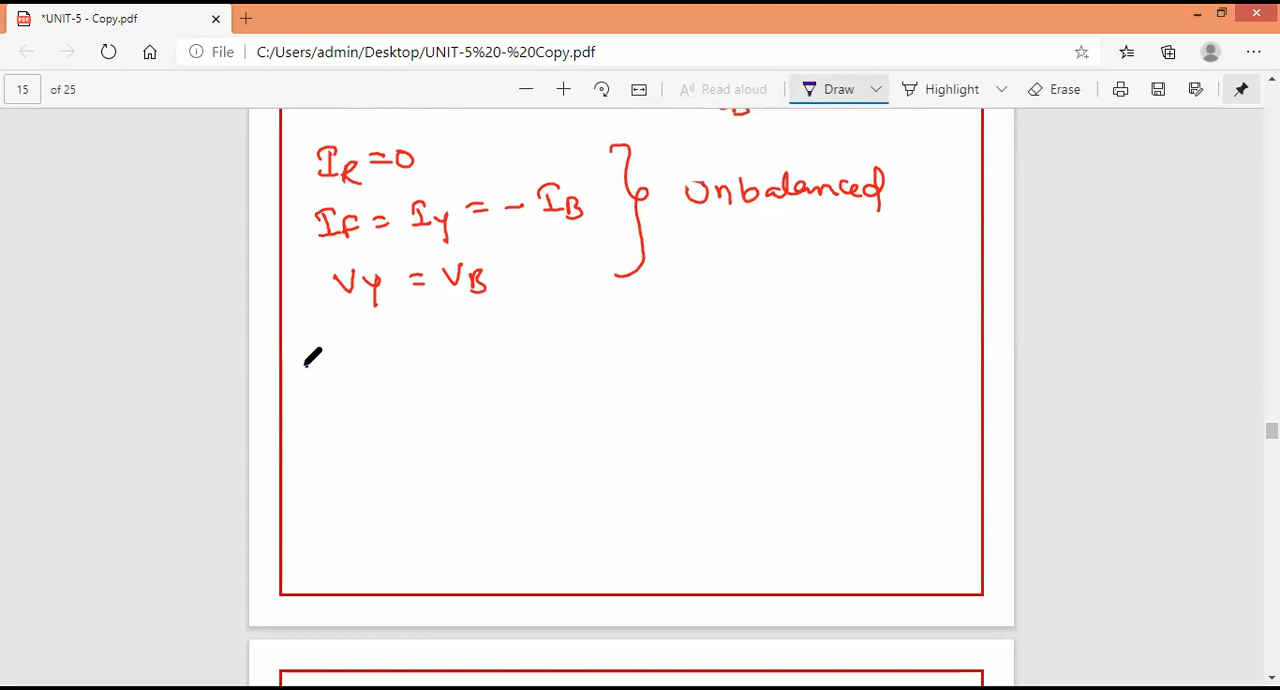 *UNIT-5 - Copy.pdf
File
C:/Users/admin/Desktop/UNIT-5%20-%20Copy.pdf
15 of 25
Read aloud
Draw
Highlight
Erase
IR = 0
If = IY = - IB
VY = VB
Unbalanced